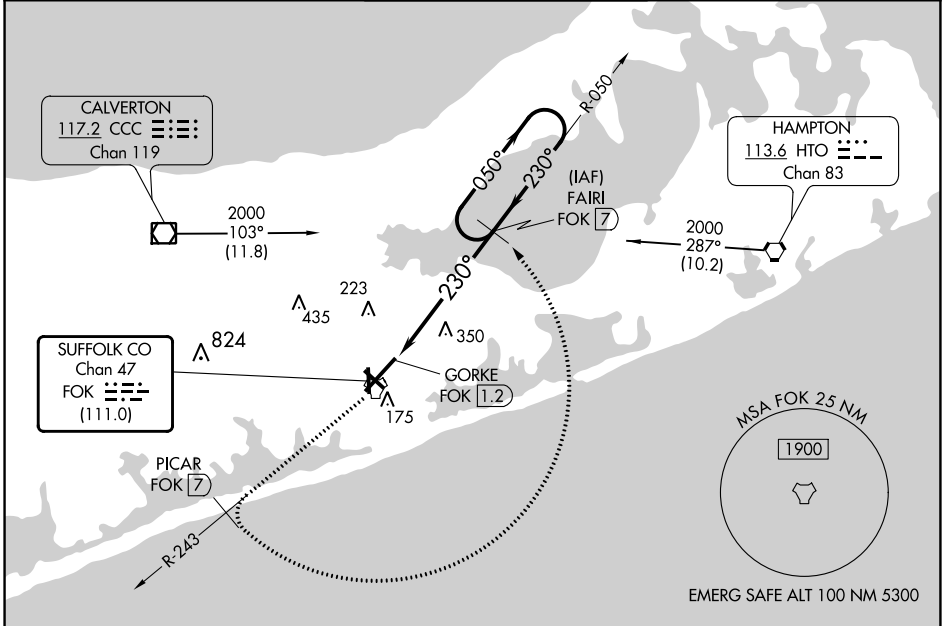 CALVERTON
117.2 CCC
Chan 119
2000
103°
(11.8)
R-050
050°
230°
(IAF)
FAIRI
FOK 7
HAMPTON
113.6 HTO
Chan 83
2000
287°
(10.2)
230°
435
223
350
824
SUFFOLK CO
Chan 47
FOK
(111.0)
GORKE
FOK 1.2
175
PICAR
FOK 7
R-243
MSA FOK 25 NM
1900
EMERG SAFE ALT 100 NM 5300